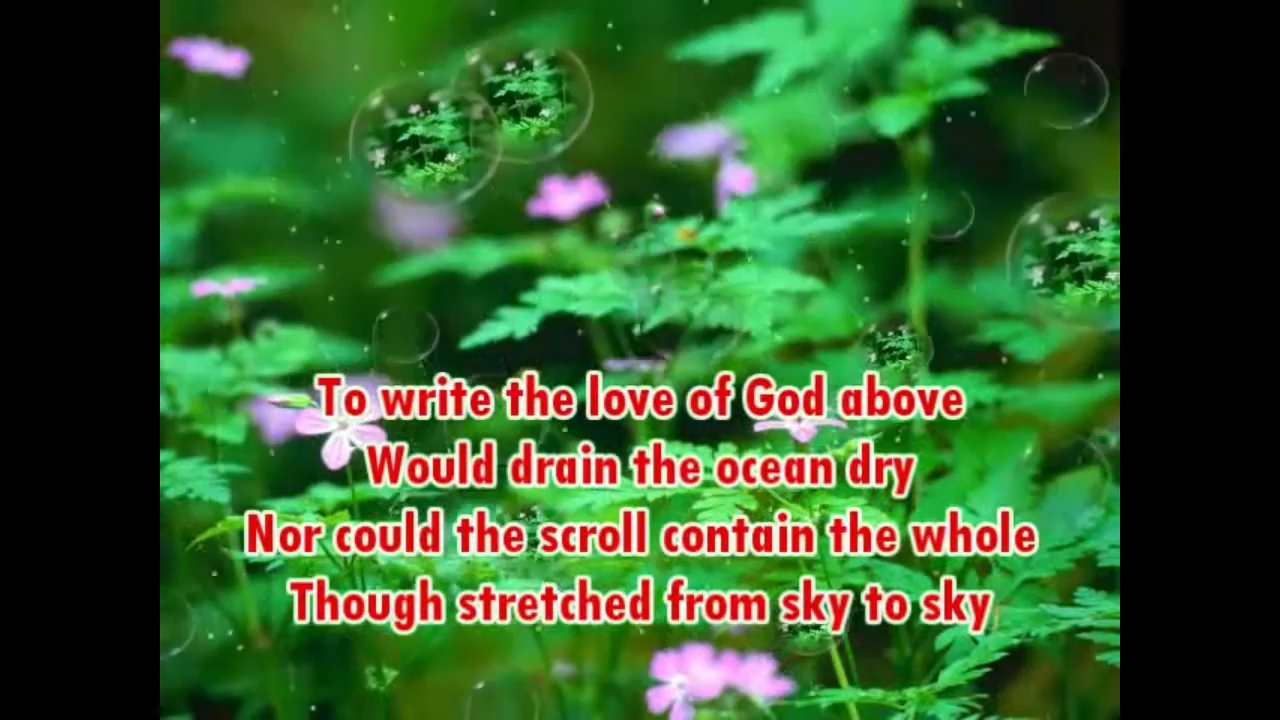 To write the love of God above
Would drain the ocean dry
Nor could the scroll contain the whole
Though stretched from sky to sky